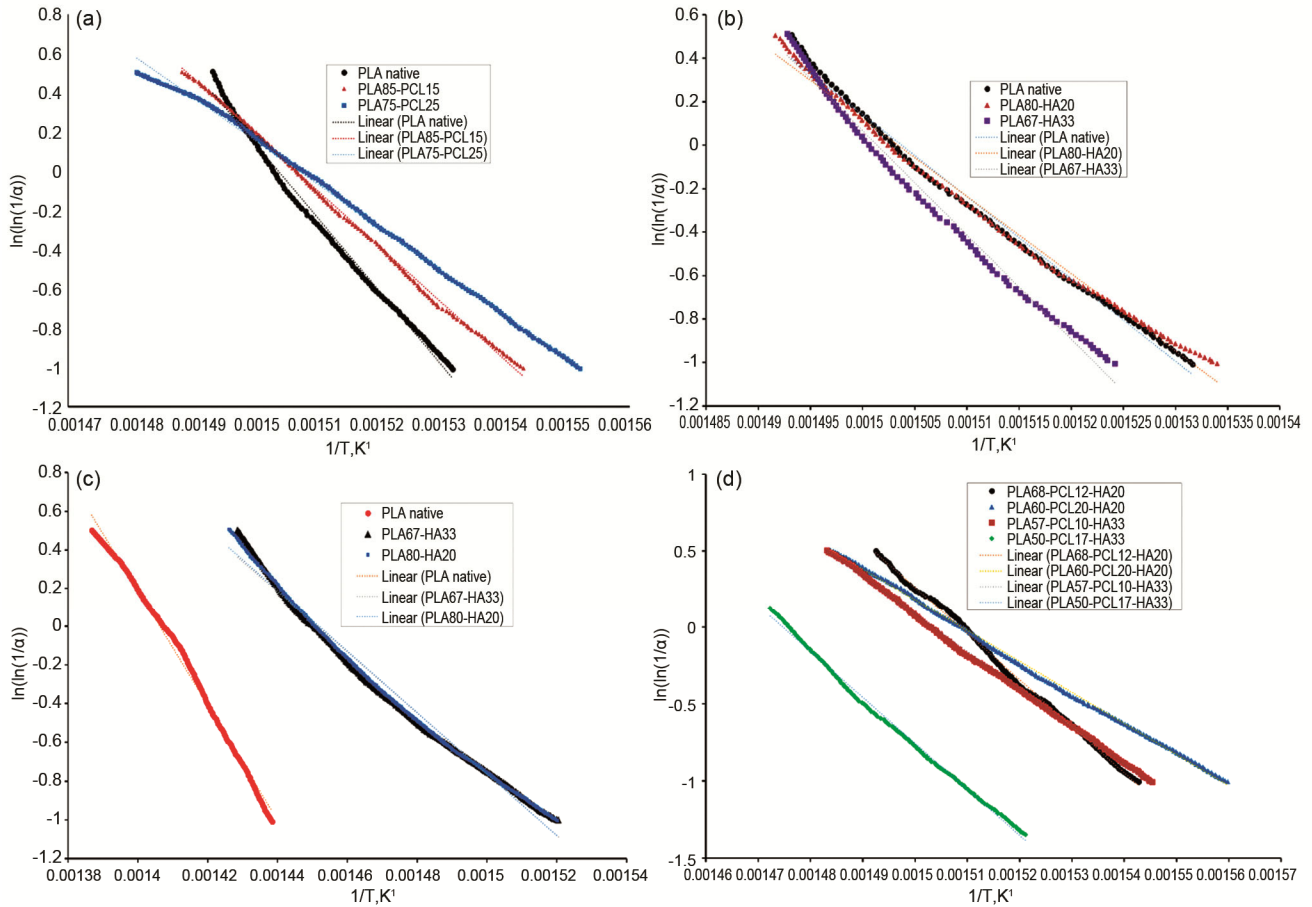 (a)
0.8
0.6
0.4
0.2
0
-0.2
-0.4
-0.6
-0.8
-1
-1.2
ln(ln(1/α))
PLA native
PLA85-PCL15
PLA75-PCL25
Linear (PLA native)
Linear (PLA85-PCL15)
Linear (PLA75-PCL25)
0.00147 0.00148 0.00149 0.0015 0.00151 0.00152 0.00153 0.00154 0.00155 0.00156
1/T,K¹
(b)
0.6
0.4
0.2
0
-0.2
-0.4
-0.6
-0.8
-1
-1.2
ln(ln(1/α))
PLA native
PLA80-HA20
PLA67-HA33
Linear (PLA native)
Linear (PLA80-HA20)
Linear (PLA67-HA33)
0.001485 0.00149 0.001495 0.0015 0.001505 0.00151 0.001515 0.00152 0.001525 0.00153 0.001535 0.00154
1/T,K¹
(c)
0.8
0.6
0.4
0.2
0
-0.2
-0.4
-0.6
-0.8
-1
-1.2
ln(ln(1/α))
PLA native
PLA67-HA33
PLA80-HA20
Linear (PLA native)
Linear (PLA67-HA33)
Linear (PLA80-HA20)
0.00138 0.0014 0.00142 0.00144 0.00146 0.00148 0.0015 0.00152 0.00154
1/T,K¹
(d)
1
0.5
0
-0.5
-1
-1.5
ln(ln(1/α))
PLA68-PCL12-HA20
PLA60-PCL20-HA20
PLA57-PCL10-HA33
PLA50-PCL17-HA33
Linear (PLA68-PCL12-HA20)
Linear (PLA60-PCL20-HA20)
Linear (PLA57-PCL10-HA33)
Linear (PLA50-PCL17-HA33)
0.00146 0.00147 0.00148 0.00149 0.0015 0.00151 0.00152 0.00153 0.00154 0.00155 0.00156 0.00157
1/T,K¹